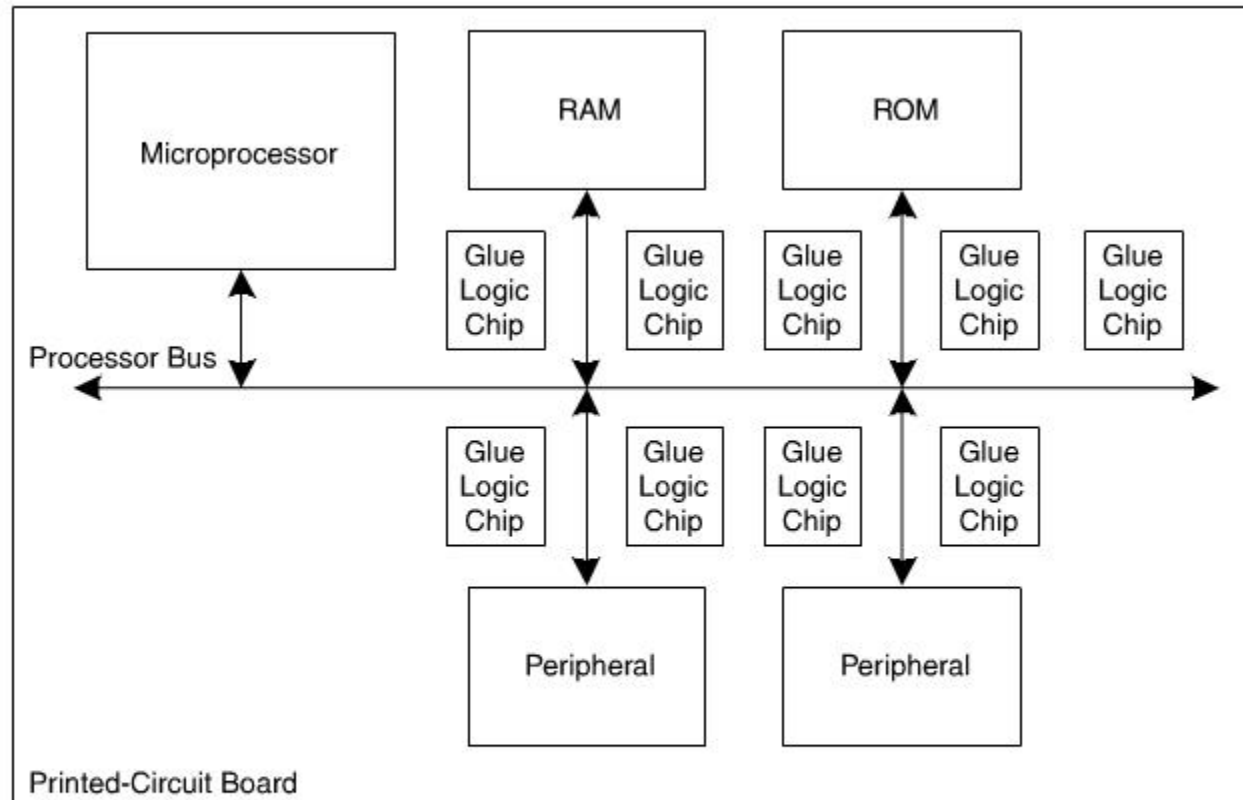 Microprocessor
RAM
ROM
Glue
Logic
Chip
Glue
Logic
Chip
Glue
Logic
Chip
Glue
Logic
Chip
Glue
Logic
Chip
Processor Bus
Glue
Logic
Chip
Glue
Logic
Chip
Glue
Logic
Chip
Glue
Logic
Chip
Peripheral
Peripheral
Printed-Circuit Board